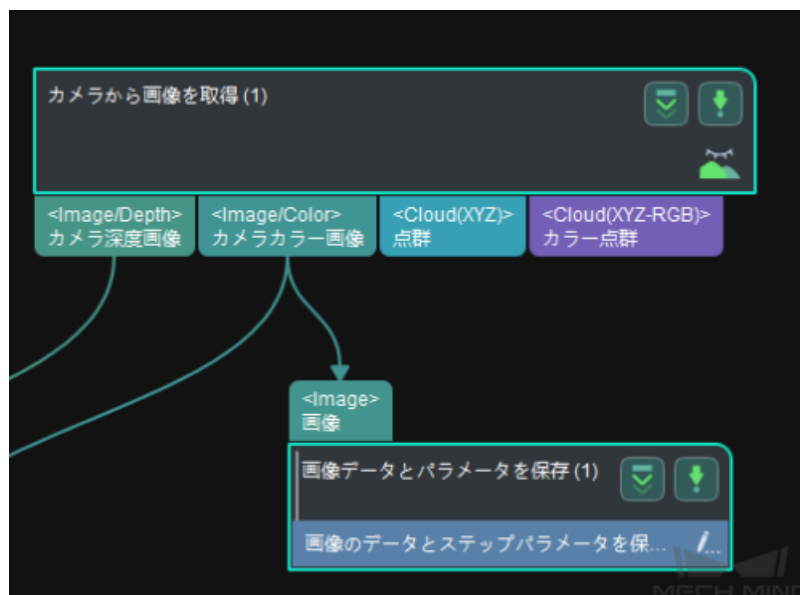 カメラから画像を取得 (1)
<Image/Depth>
カメラ深度画像
<Image/Color>
カメラカラー画像
<Cloud(XYZ)>
点群
<Cloud(XYZ-RGB)>
カラー点群
<Image>
画像
画像データとパラメータを保存 (1)
画像のデータとステップパラメータを保...
MECH MIND